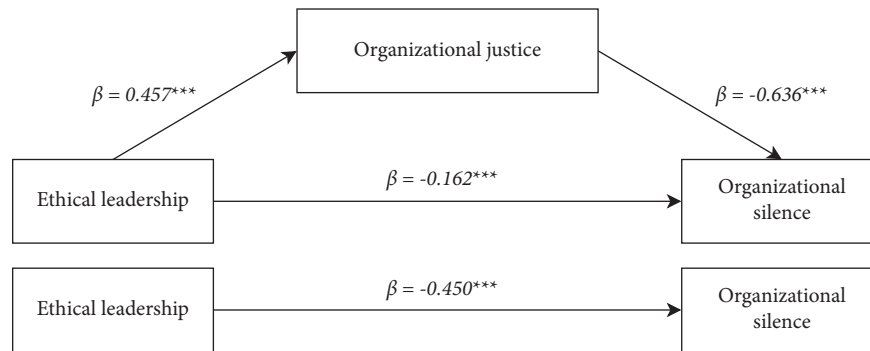 Organizational justice
β = 0.457***
β = -0.636***
Ethical leadership
β = -0.162***
Organizational
silence
Ethical leadership
β = -0.450***
Organizational
silence